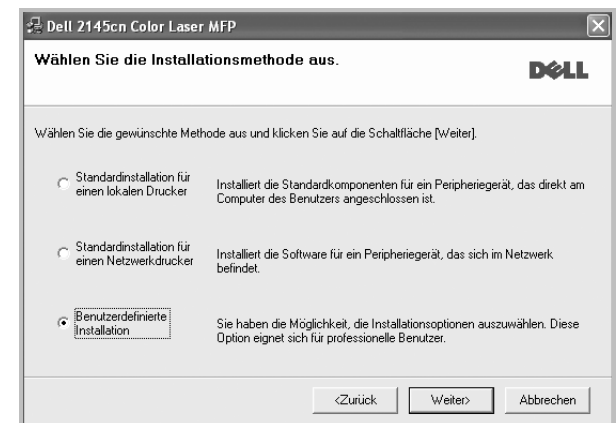 Dell 2145cn Color Laser MFP
Wählen Sie die Installationsmethode aus.
DELL
Wählen Sie die gewünschte Methode aus und klicken Sie auf die Schaltfläche [Weiter].
Standardinstallation für
einen lokalen Drucker
Installiert die Standardkomponenten für ein Peripheriegerät, das direkt am
Computer des Benutzers angeschlossen ist.
Standardinstallation für
einen Netzwerkdrucker
Installiert die Software für ein Peripheriegerät, das sich im Netzwerk
befindet.
Benutzerdefinierte
Installation
Sie haben die Möglichkeit, die Installationsoptionen auszuwählen. Diese
Option eignet sich für professionelle Benutzer.
<Zurück
Weiter>
Abbrechen